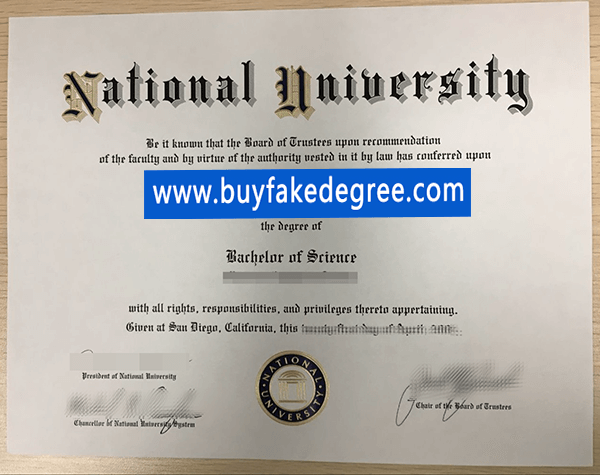 National University
Be it known that the Board of Trustees upon recommendation
of the faculty and by virtue of the authority vested in it by law has conferred upon
www.buyfakedegree.com
the degree of
Bachelor of Science
with all rights, responsibilities, and privileges thereto appertaining.
Given at San Diego, California, this
President of National University
NATIONAL
UNIVERSITY
Chair of the Board of Trustees
Chancellor of National University System